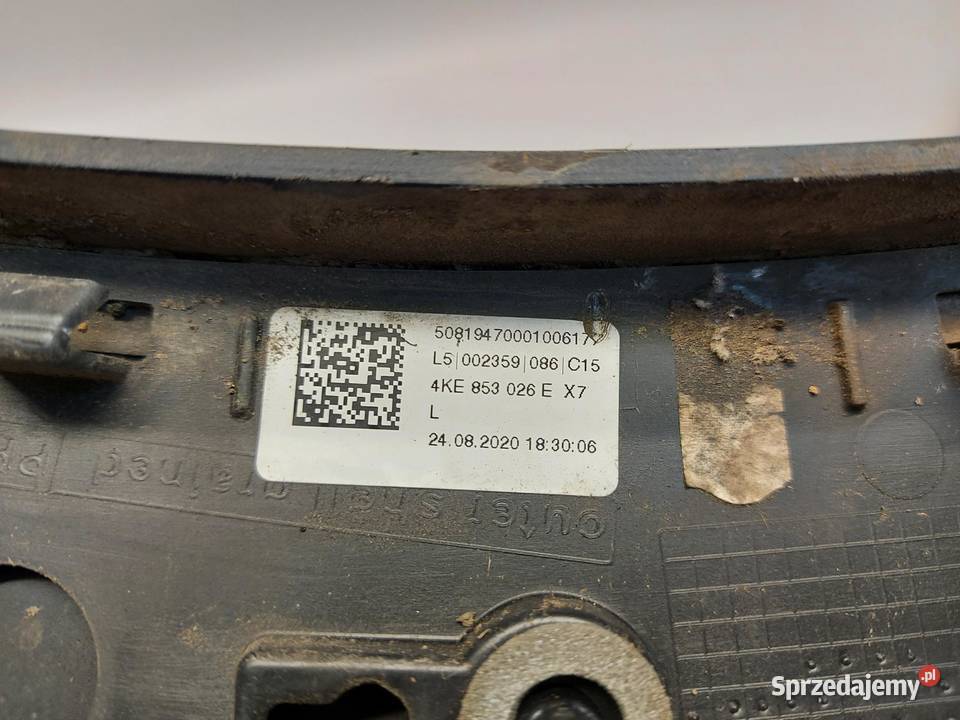 5081947000100617
L5|002359|086|C15
4KE 853 026 E X7
L
24.08.2020 18:30:06
outer shell grained
Sprzedajemy.pl